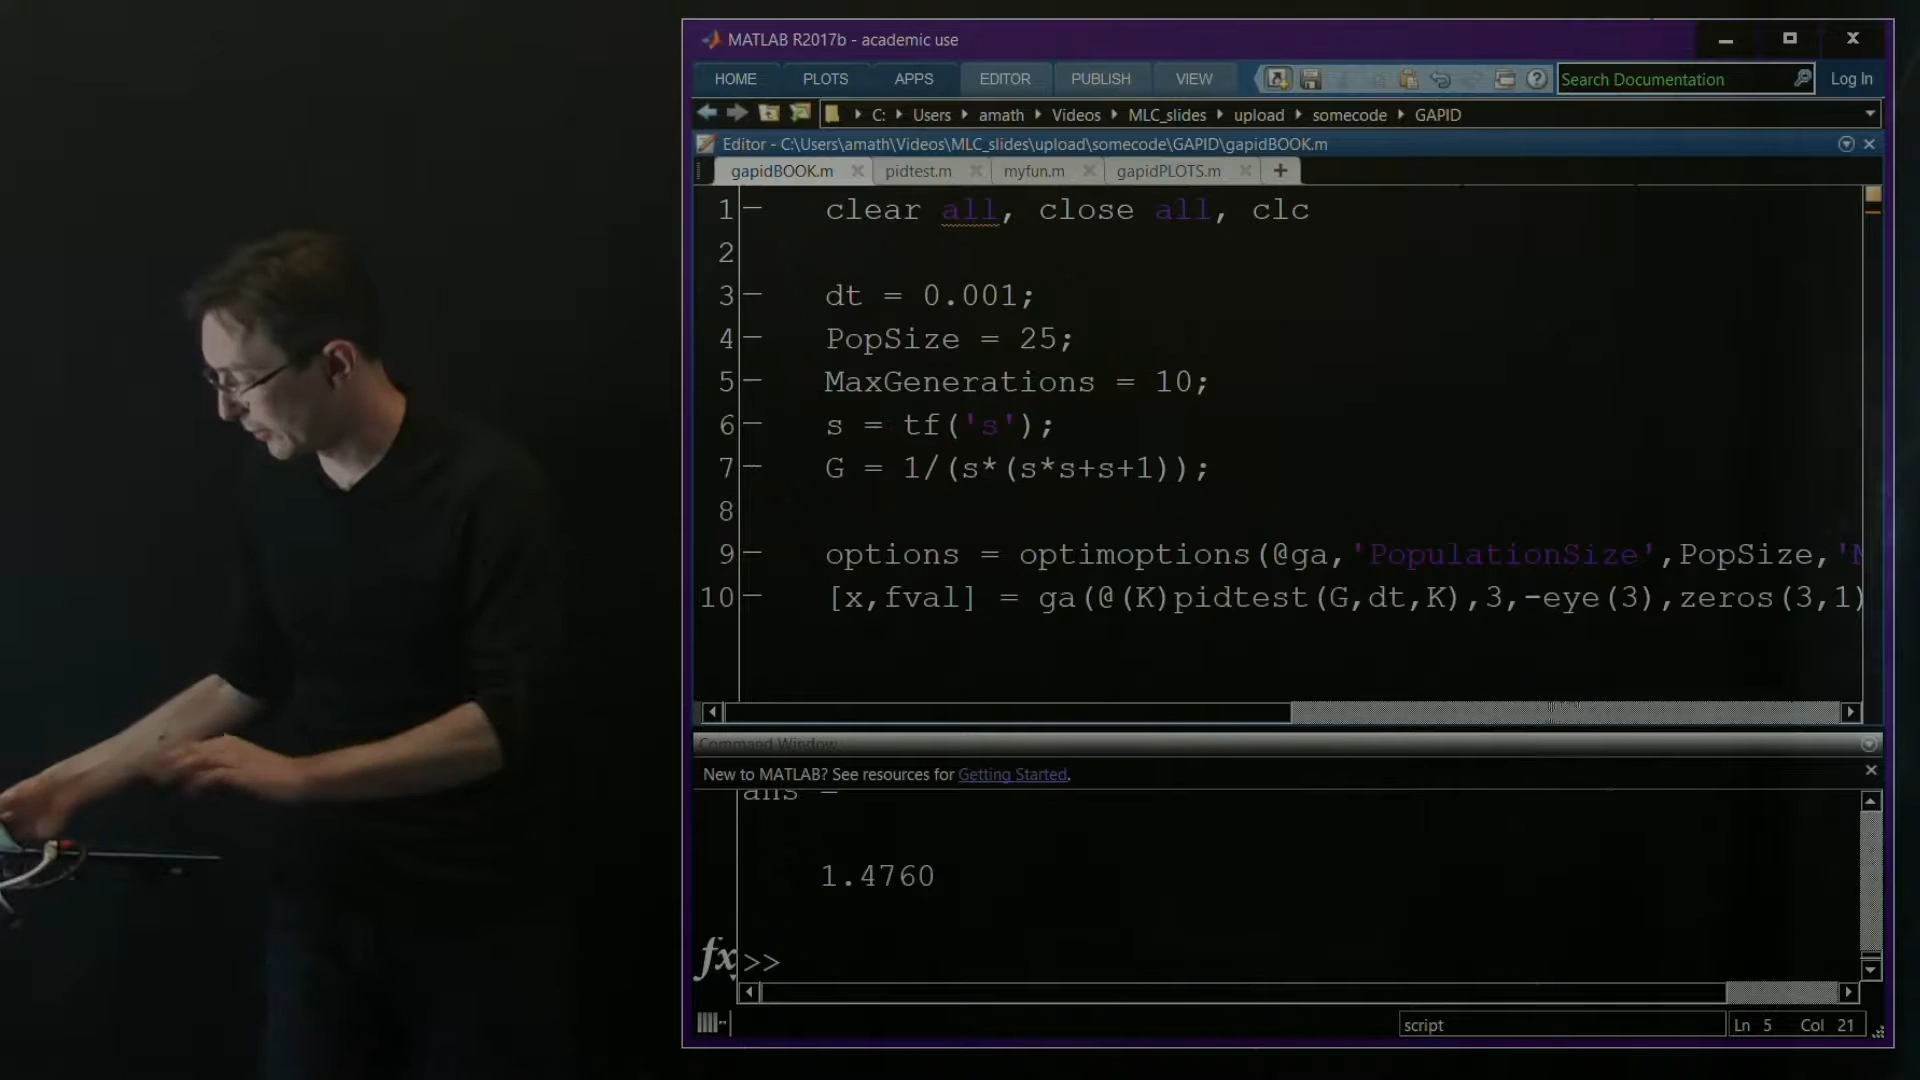 MATLAB R2017b - academic use
HOME PLOTS APPS EDITOR PUBLISH VIEW Search Documentation Log In
C: Users amath Videos MLC_slides upload somecode GAPID
Editor - C:\Users\amath\Videos\MLC_slides\upload\somecode\GAPID\gapidBOOK.m
gapidBOOK.m pidtest.m myfun.m gapidPLOTS.m +
1 clear all, close all, clc
2
3 dt = 0.001;
4 PopSize = 25;
5 MaxGenerations = 10;
6 s = tf('s');
7 G = 1/(s*(s*s+s+1));
8
9 options = optimoptions(@ga,'PopulationSize',PopSize,'M
10 [x,fval] = ga(@(K)pidtest(G,dt,K),3,-eye(3),zeros(3,1)
Command Window
New to MATLAB? See resources for Getting Started.
ans =
1.4760
fx >>
script Ln 5 Col 21